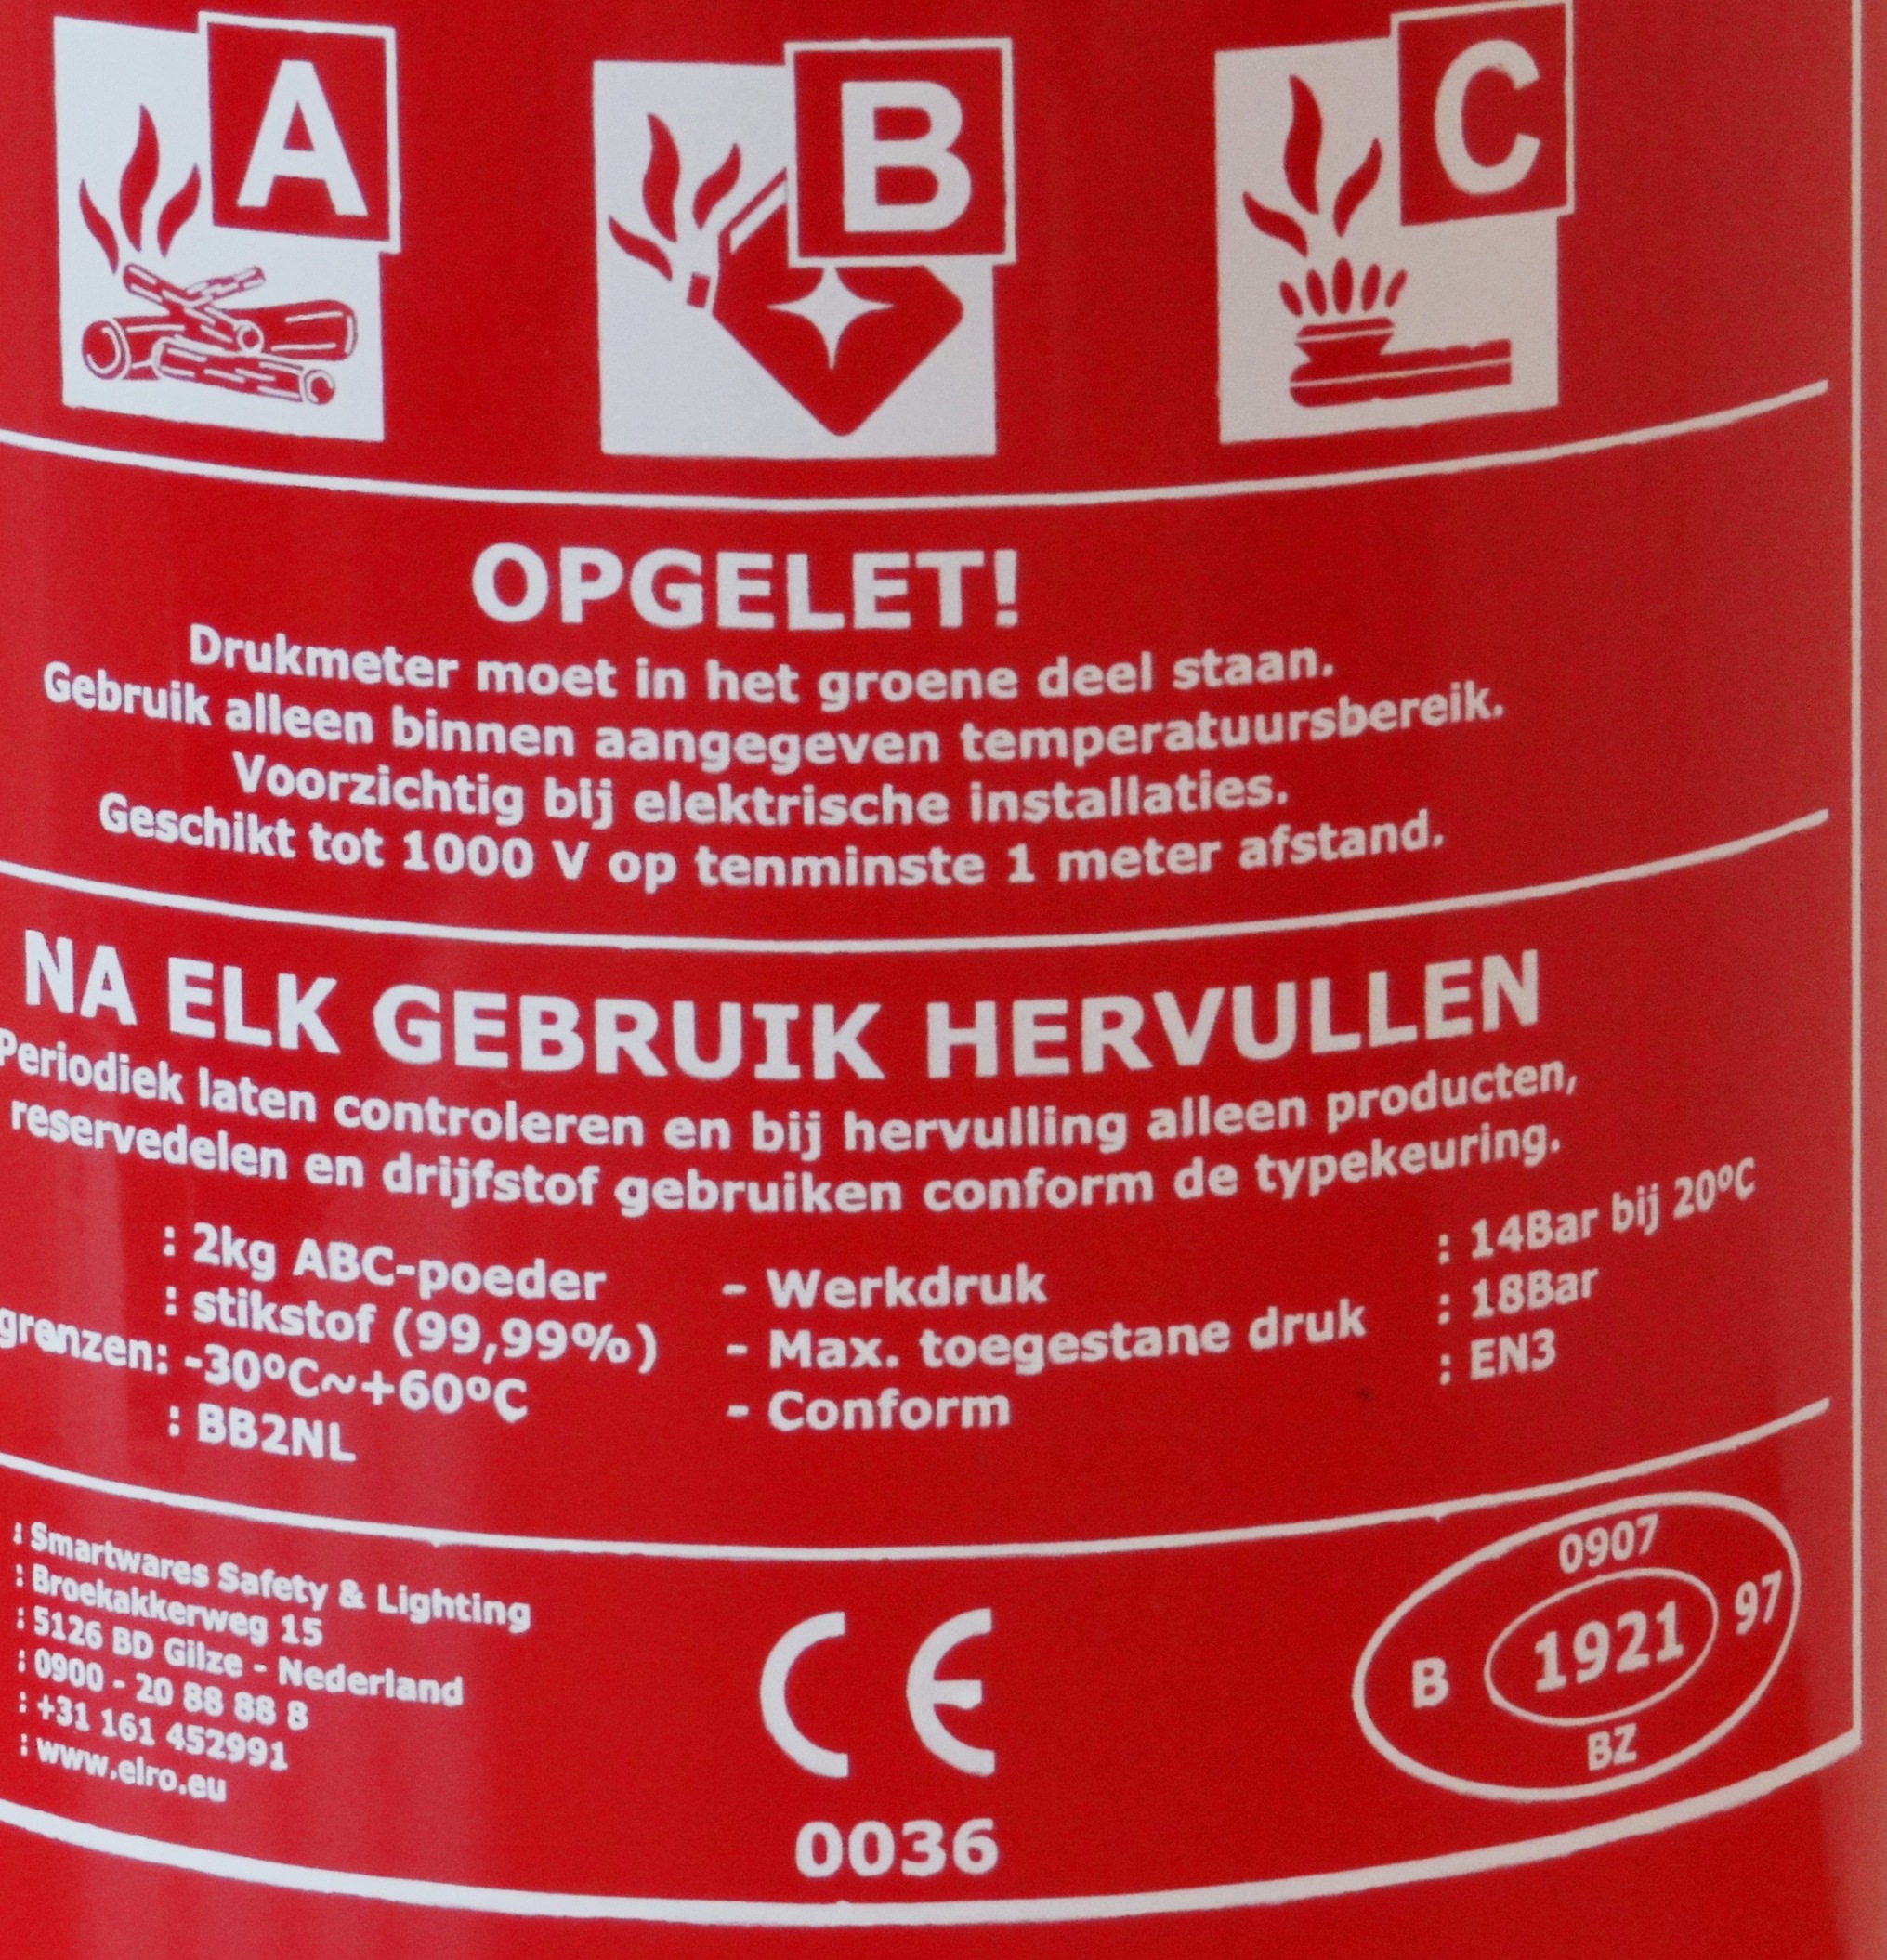 A
B
C
OPGELET!
Drukmeter moet in het groene deel staan.
Gebruik alleen binnen aangegeven temperatuursbereik.
Voorzichtig bij elektrische installaties.
Geschikt tot 1000 V op tenminste 1 meter afstand.
NA ELK GEBRUIK HERVULLEN
Periodiek laten controleren en bij hervulling alleen producten,
reservedelen en drijfstof gebruiken conform de typekeuring.
: 2kg ABC-poeder - Werkdruk : 14Bar bij 20ºC
: stikstof (99,99%) - Max. toegestane druk : 18Bar
grenzen: -30ºC~+60ºC - Conform : EN3
: BB2NL
: Smartwares Safety & Lighting
: Broekakkerweg 15
: 5126 BD Gilze - Nederland
: 0900 - 20 88 88 8
: +31 161 452991
: www.elro.eu
CE
0036
0907
B 1921 97
BZ